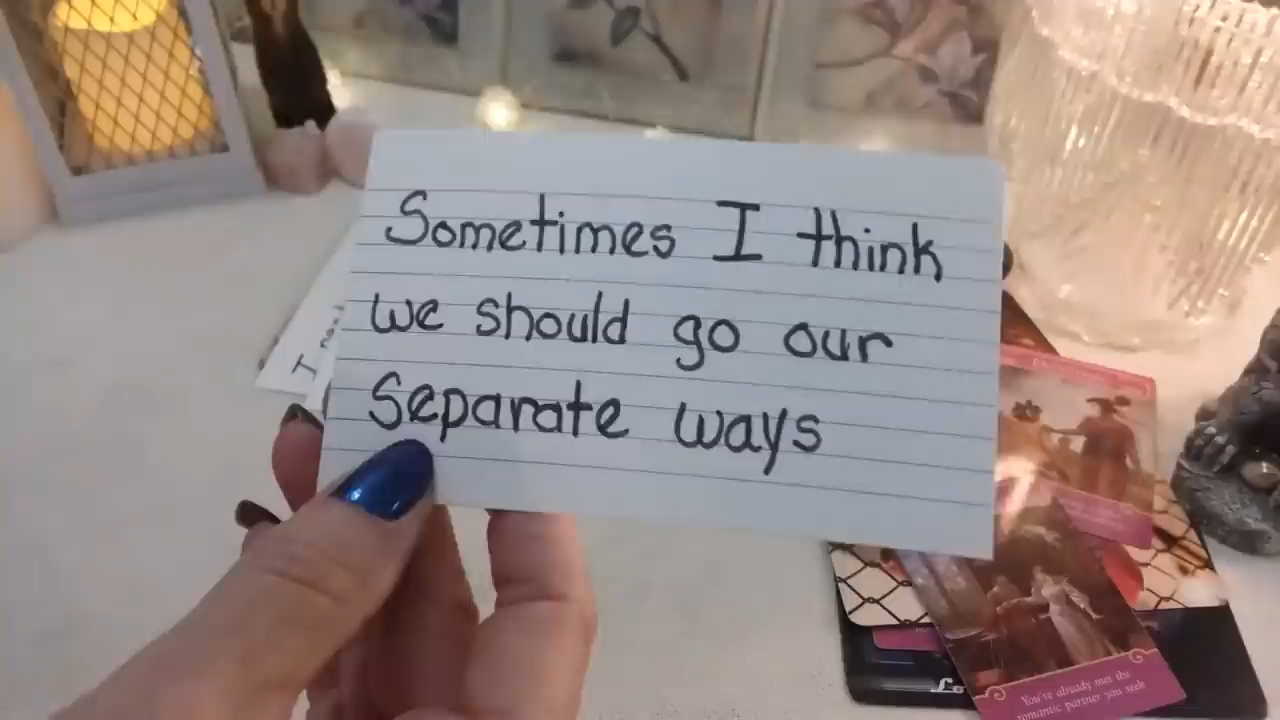 Sometimes I think
we should go our
Separate ways
I
You've already met the
romantic partner you seek